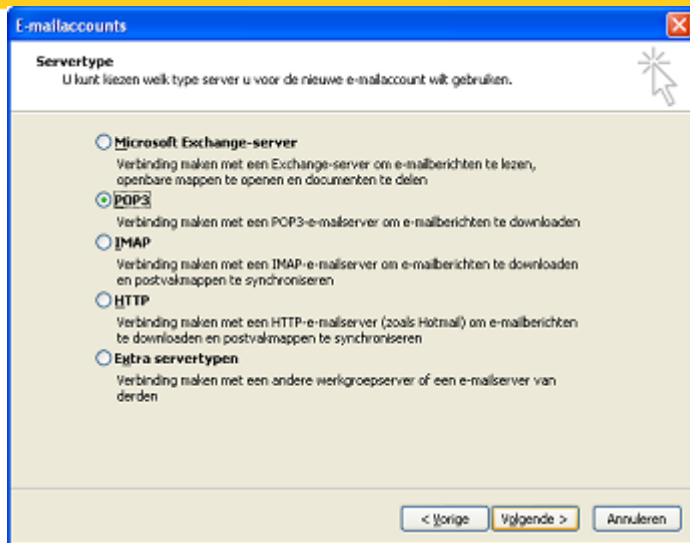 E-mailaccounts
Servertype
U kunt kiezen welk type server u voor de nieuwe e-mailaccount wilt gebruiken.
Microsoft Exchange-server
Verbinding maken met een Exchange-server om e-mailberichten te lezen,
openbare mappen te openen en documenten te delen
POP3
Verbinding maken met een POP3-e-mailserver om e-mailberichten te downloaden
IMAP
Verbinding maken met een IMAP-e-mailserver om e-mailberichten te downloaden
en postvakmappen te synchroniseren
HTTP
Verbinding maken met een HTTP-e-mailserver (zoals Hotmail) om e-mailberichten
te downloaden en postvakmappen te synchroniseren
Extra servertypen
Verbinding maken met een andere werkgroepserver of een e-mailserver van
derden
< Vorige Volgende > Annuleren